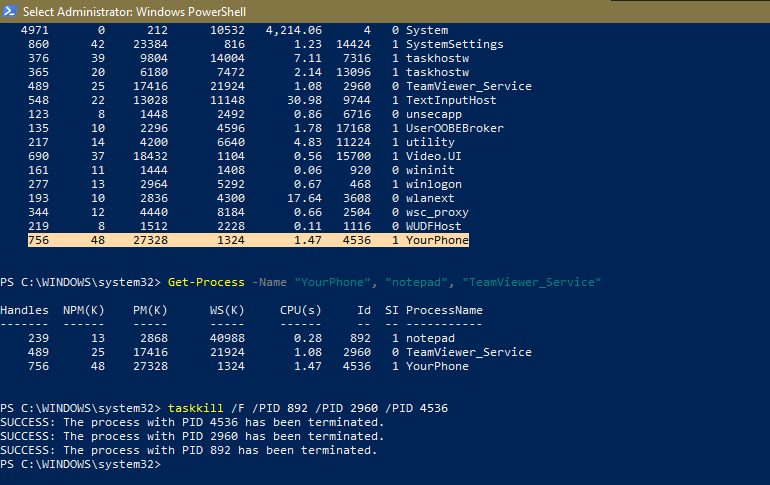 Select Administrator: Windows PowerShell
4971 0 212 10532 4,214.06 4 0 System
860 42 23384 816 1.23 14424 1 SystemSettings
376 39 9804 14004 7.11 7316 1 taskhostw
365 20 6180 7472 2.14 13096 1 taskhostw
489 25 17416 21924 1.08 2960 0 TeamViewer_Service
548 22 13028 11148 30.98 9744 1 TextInputHost
123 8 1448 2492 0.86 6716 0 unsecapp
135 10 2296 4596 1.78 17168 1 UserOOBEBroker
217 14 4200 6640 4.83 11224 1 utility
690 37 18432 1104 0.56 15700 1 Video.UI
161 11 1444 1408 0.06 920 0 wininit
277 13 2964 5292 0.67 468 1 winlogon
193 10 2836 4300 17.64 3608 0 wlanext
344 12 4440 8184 0.66 2504 0 wsc_proxy
219 8 1512 2228 0.11 1116 0 WUDFHost
756 48 27328 1324 1.47 4536 1 YourPhone
PS C:\WINDOWS\system32> Get-Process -Name "YourPhone", "notepad", "TeamViewer_Service"
Handles NPM(K) PM(K) WS(K) CPU(s) Id SI ProcessName
------- ------ ----- ----- ------ -- -- -----------
239 13 2868 40988 0.28 892 1 notepad
489 25 17416 21924 1.08 2960 0 TeamViewer_Service
756 48 27328 1324 1.47 4536 1 YourPhone
PS C:\WINDOWS\system32> taskkill /F /PID 892 /PID 2960 /PID 4536
SUCCESS: The process with PID 4536 has been terminated.
SUCCESS: The process with PID 2960 has been terminated.
SUCCESS: The process with PID 892 has been terminated.
PS C:\WINDOWS\system32>